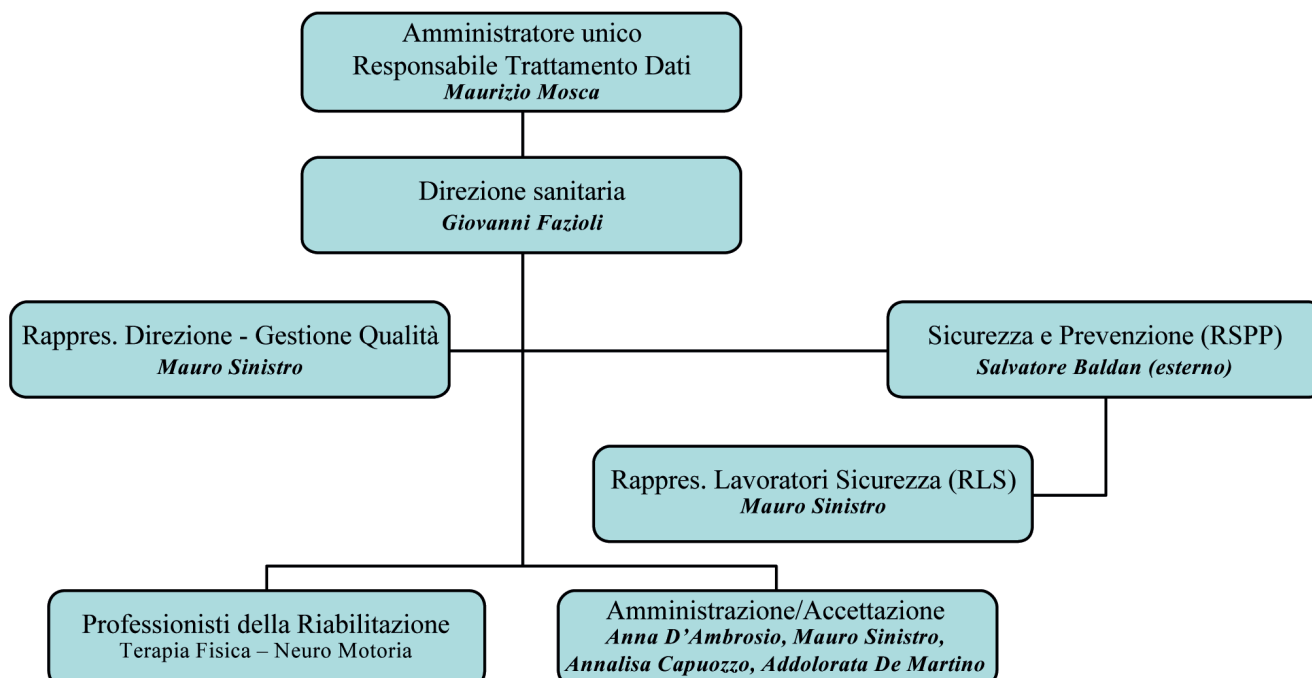 Amministratore unico
Responsabile Trattamento Dati
Maurizio Mosca
Direzione sanitaria
Giovanni Fazioli
Rappres. Direzione - Gestione Qualità
Mauro Sinistro
Sicurezza e Prevenzione (RSPP)
Salvatore Baldan (esterno)
Rappres. Lavoratori Sicurezza (RLS)
Mauro Sinistro
Professionisti della Riabilitazione
Terapia Fisica – Neuro Motoria
Amministrazione/Accettazione
Anna D’Ambrosio, Mauro Sinistro,
Annalisa Capuozzo, Addolorata De Martino